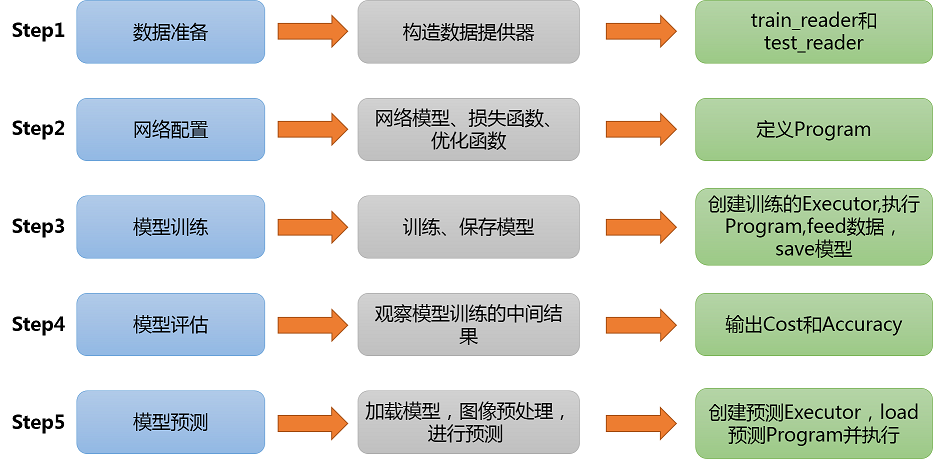 Step1
数据准备
构造数据提供器
train_reader和
test_reader
Step2
网络配置
网络模型、损失函数、
优化函数
定义Program
Step3
模型训练
训练、保存模型
创建训练的Executor,执行
Program,feed数据，
save模型
Step4
模型评估
观察模型训练的中间结
果
输出Cost和Accuracy
Step5
模型预测
加载模型，图像预处理，
进行预测
创建预测Executor，load
预测Program并执行